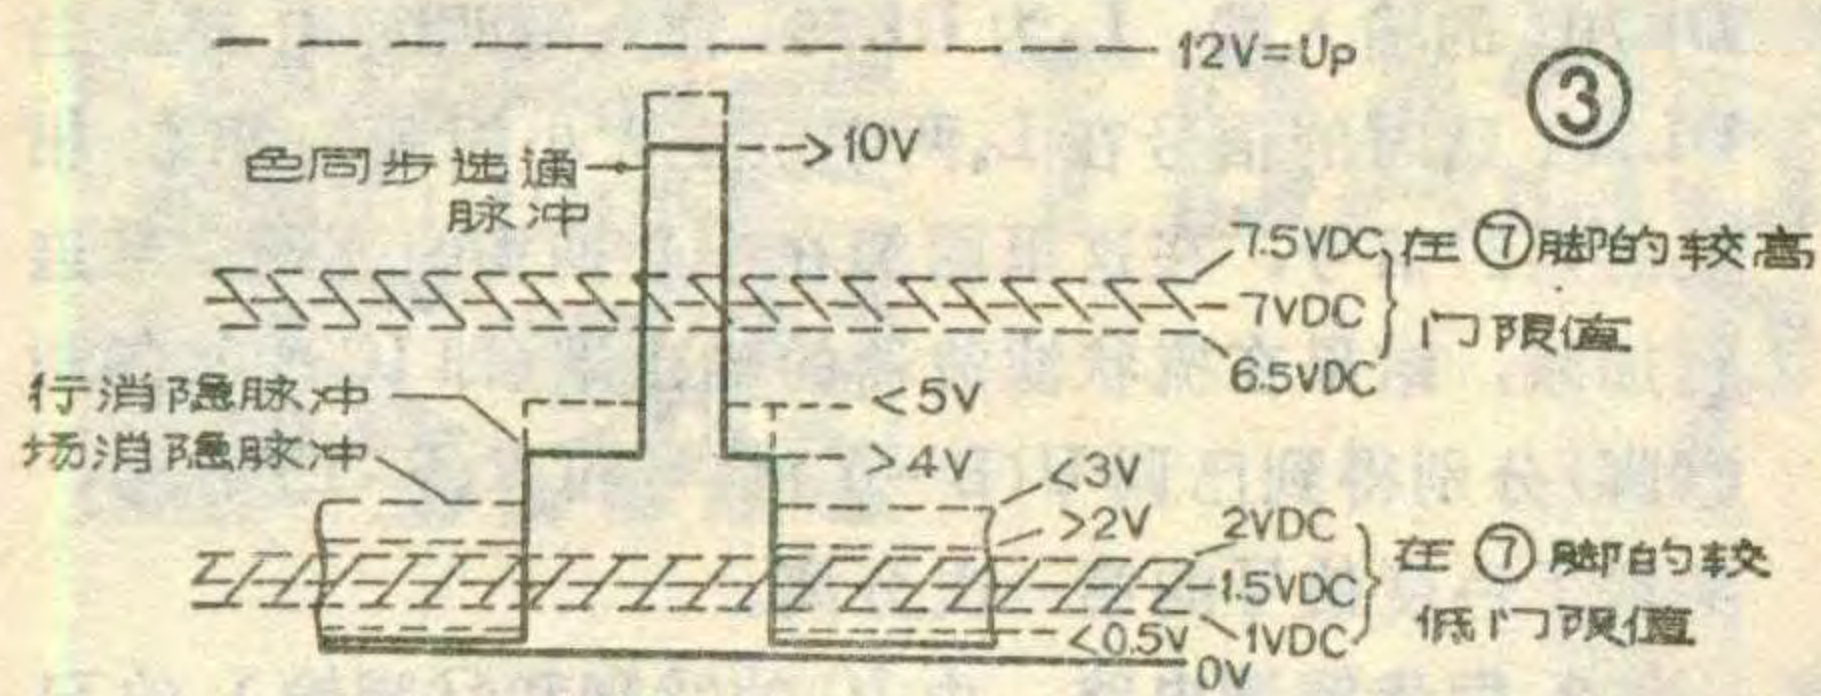 12V=Up
③
>10V
色同步选通
脉冲
7.5VDC
7VDC
6.5VDC
在⑦脚的较高
门限值
行消隐脉冲
场消隐脉冲
<5V
>4V
<3V
>2V
2VDC
1.5VDC
1VDC
在⑦脚的较
低门限值
<0.5V
0V